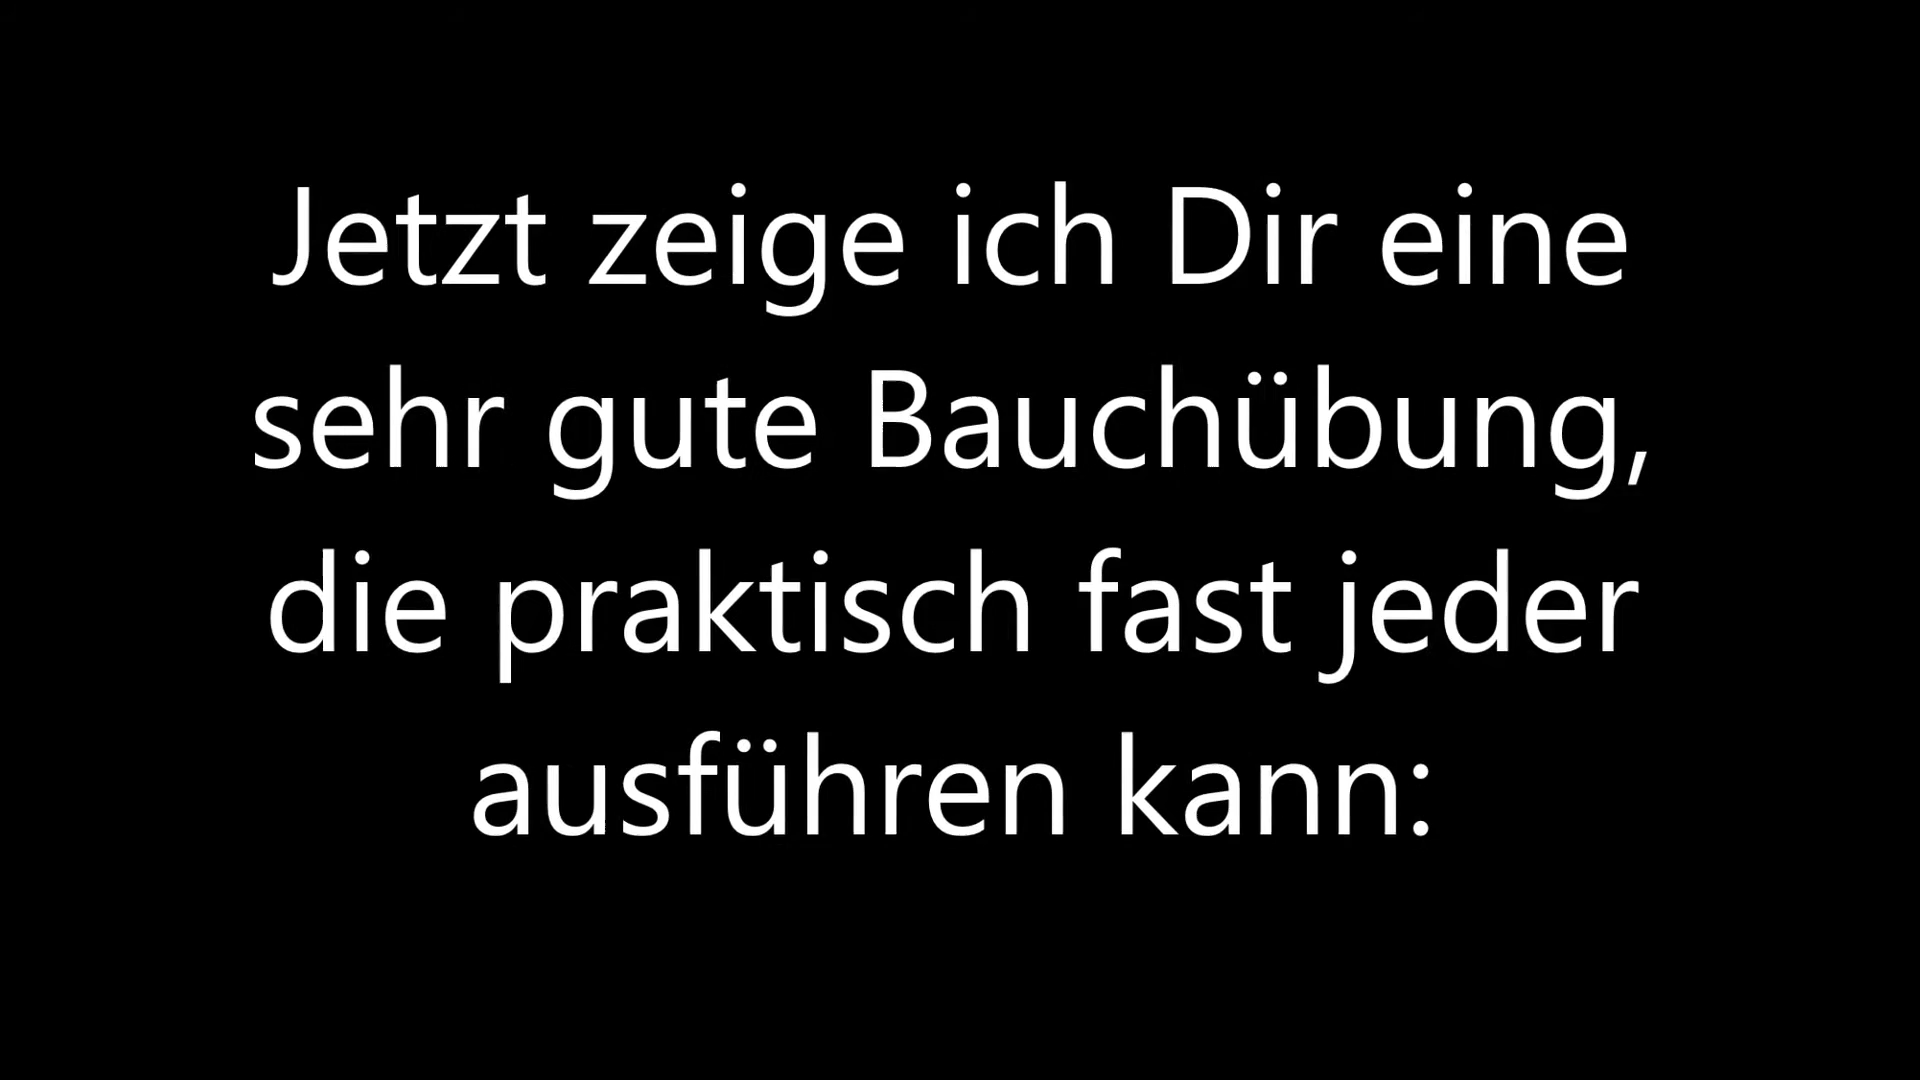 Jetzt zeige ich Dir eine
sehr gute Bauchübung,
die praktisch fast jeder
ausführen kann: